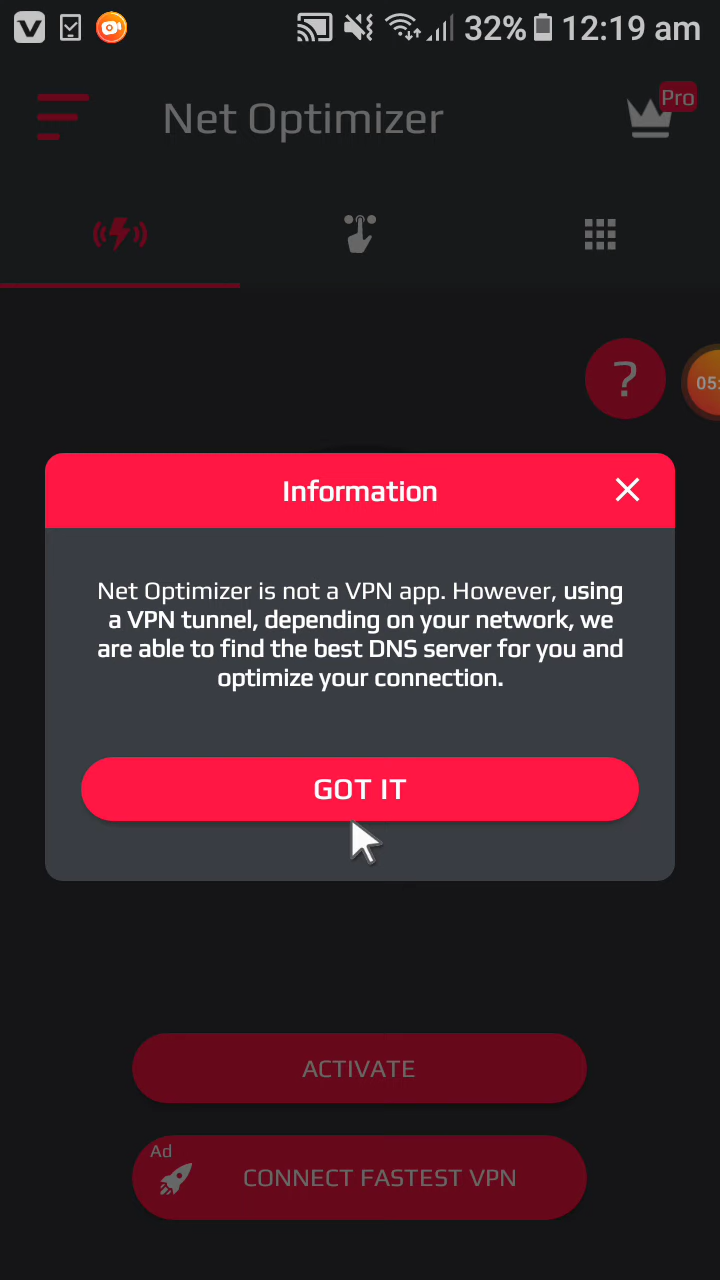 32% 12:19 am
Net Optimizer
Pro
?
05:
Information
Net Optimizer is not a VPN app. However, using
a VPN tunnel, depending on your network, we
are able to find the best DNS server for you and
optimize your connection.
GOT IT
ACTIVATE
Ad
CONNECT FASTEST VPN